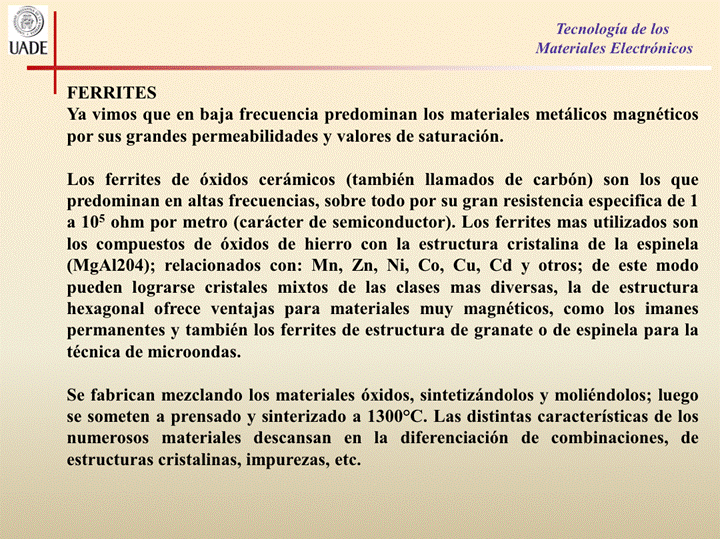 UADE
Tecnología de los
Materiales Electrónicos
FERRITES
Ya vimos que en baja frecuencia predominan los materiales metálicos magnéticos
por sus grandes permeabilidades y valores de saturación.
Los ferrites de óxidos cerámicos (también llamados de carbón) son los que
predominan en altas frecuencias, sobre todo por su gran resistencia especifica de 1
a 10⁵ ohm por metro (carácter de semiconductor). Los ferrites mas utilizados son
los compuestos de óxidos de hierro con la estructura cristalina de la espinela
(MgAl204); relacionados con: Mn, Zn, Ni, Co, Cu, Cd y otros; de este modo
pueden lograrse cristales mixtos de las clases mas diversas, la de estructura
hexagonal ofrece ventajas para materiales muy magnéticos, como los imanes
permanentes y también los ferrites de estructura de granate o de espinela para la
técnica de microondas.
Se fabrican mezclando los materiales óxidos, sintetizándolos y moliéndolos; luego
se someten a prensado y sinterizado a 1300°C. Las distintas características de los
numerosos materiales descansan en la diferenciación de combinaciones, de
estructuras cristalinas, impurezas, etc.